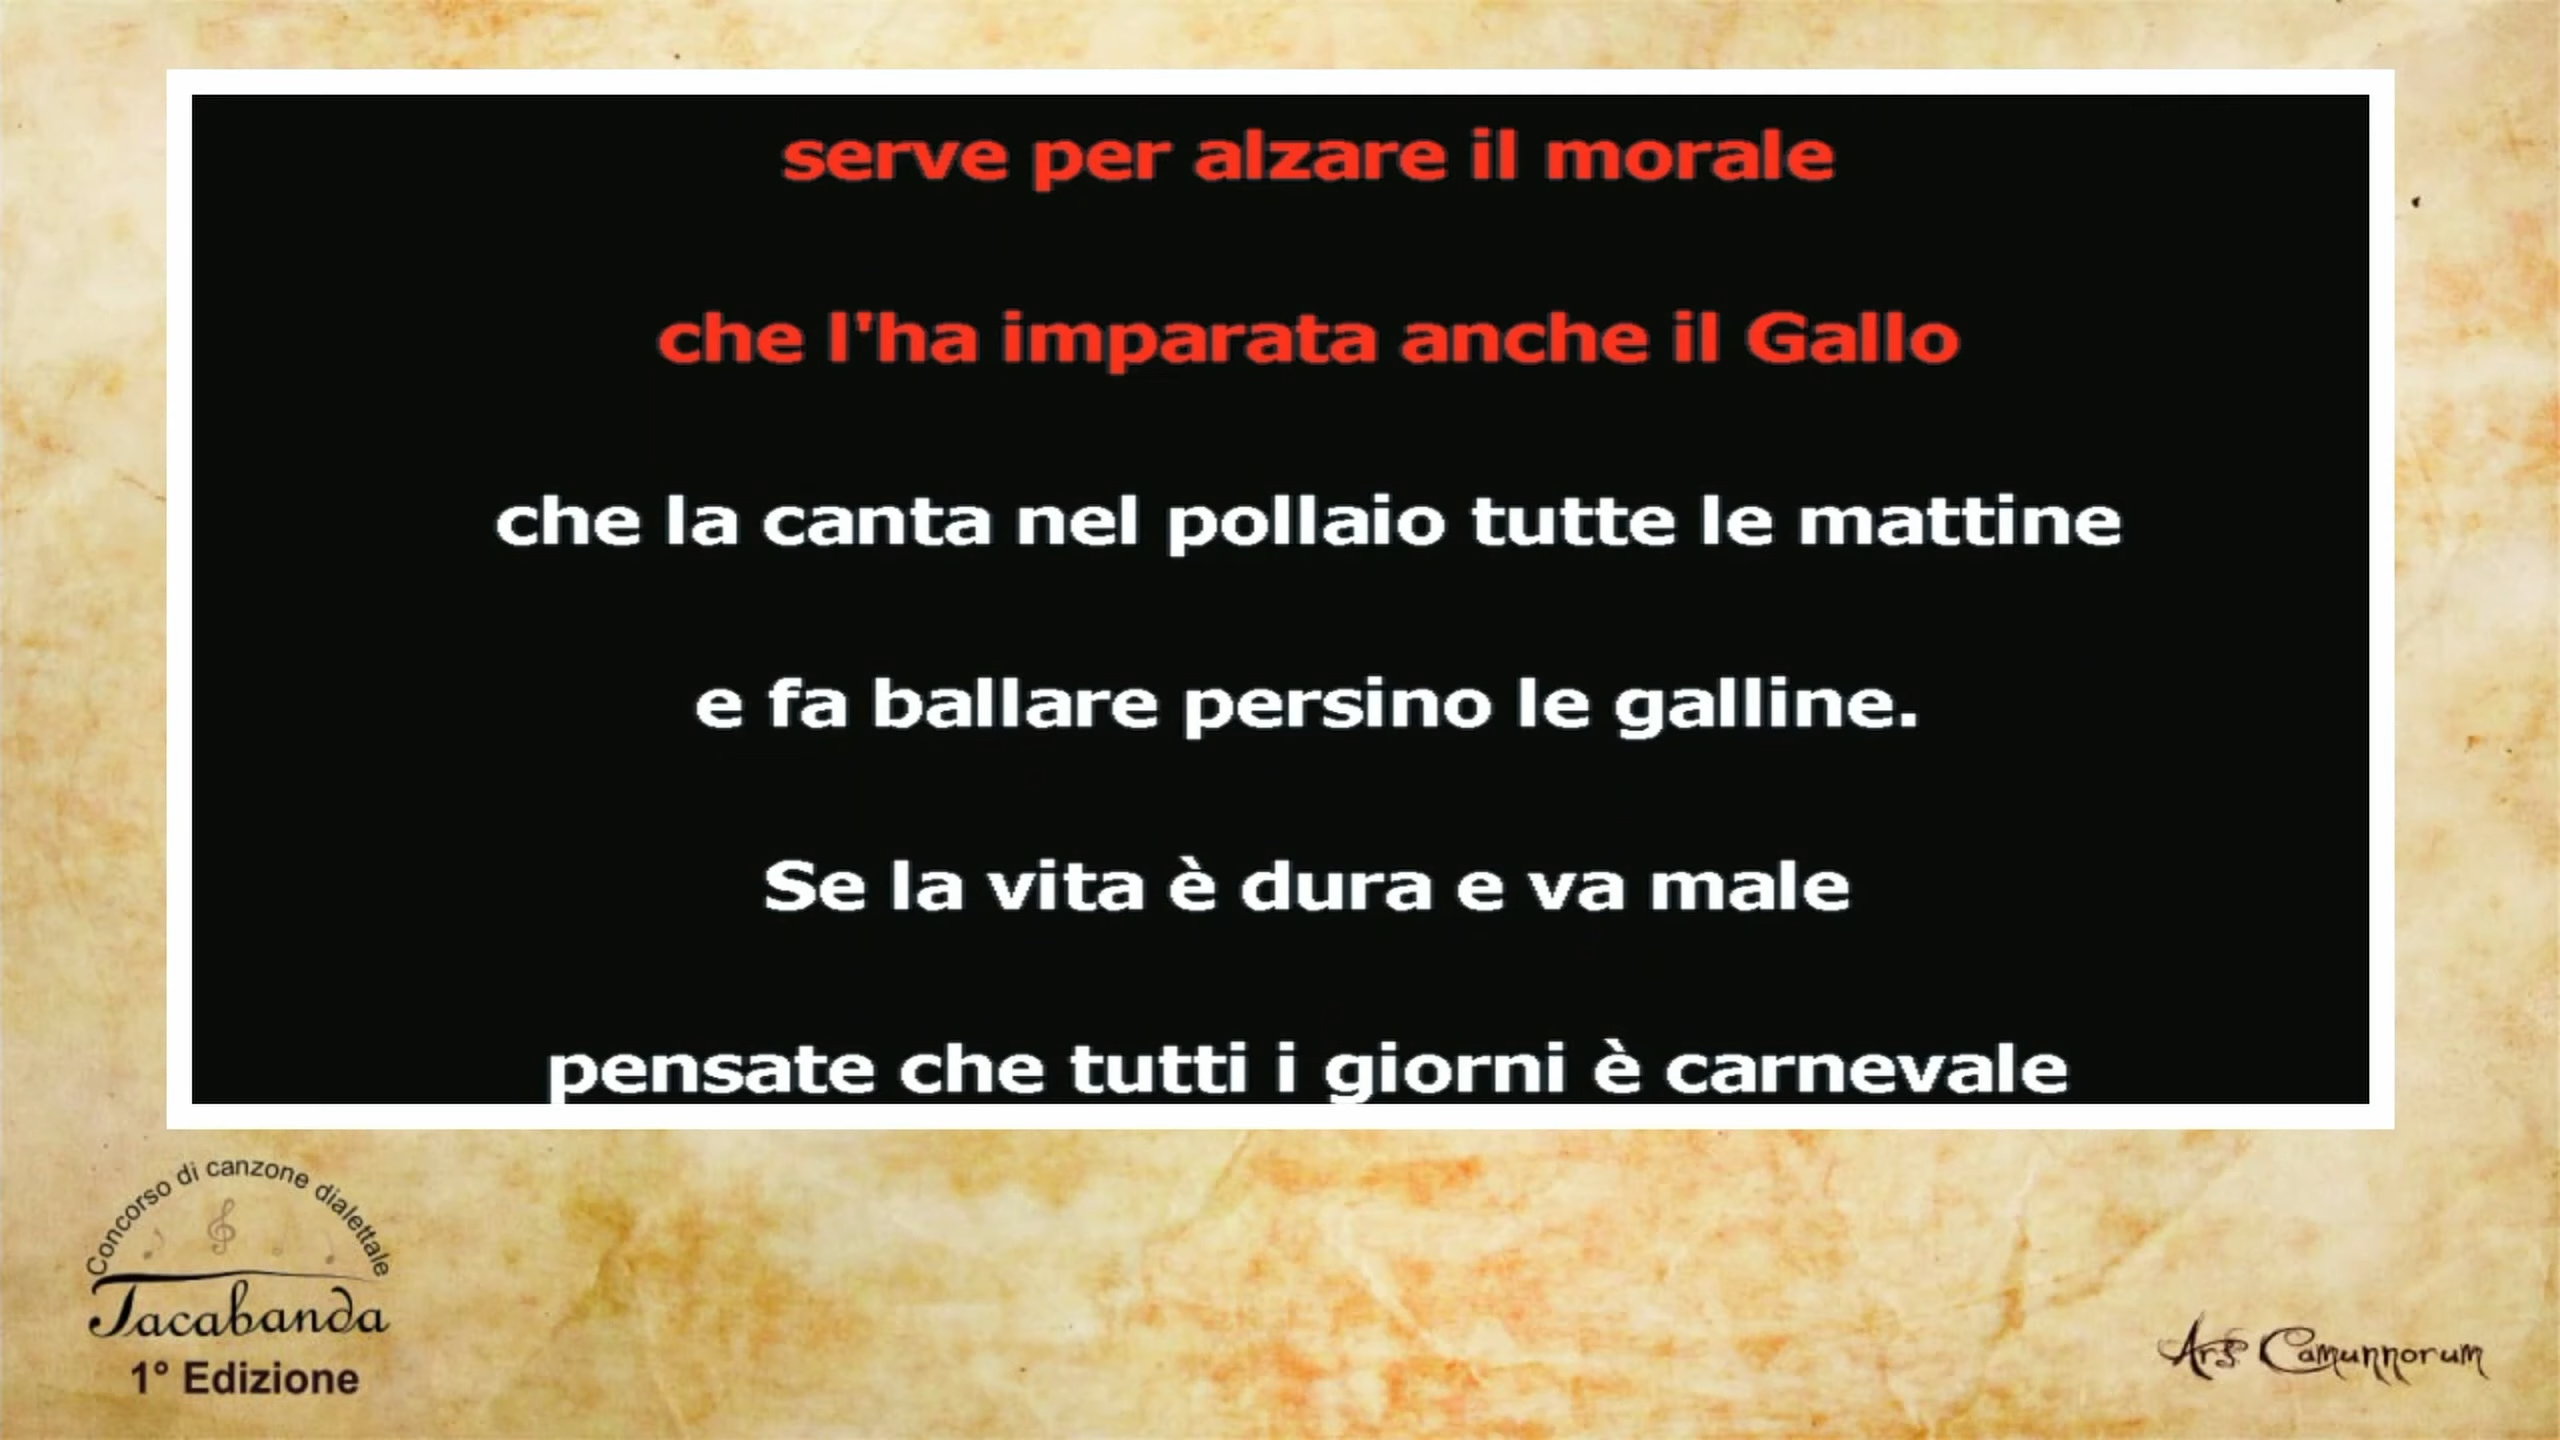 serve per alzare il morale
che l'ha imparata anche il Gallo
che la canta nel pollaio tutte le mattine
e fa ballare persino le galline.
Se la vita è dura e va male
pensate che tutti i giorni è carnevale
Concorso di canzone dialettale
Tacabanda
1° Edizione
Ars Camunnorum